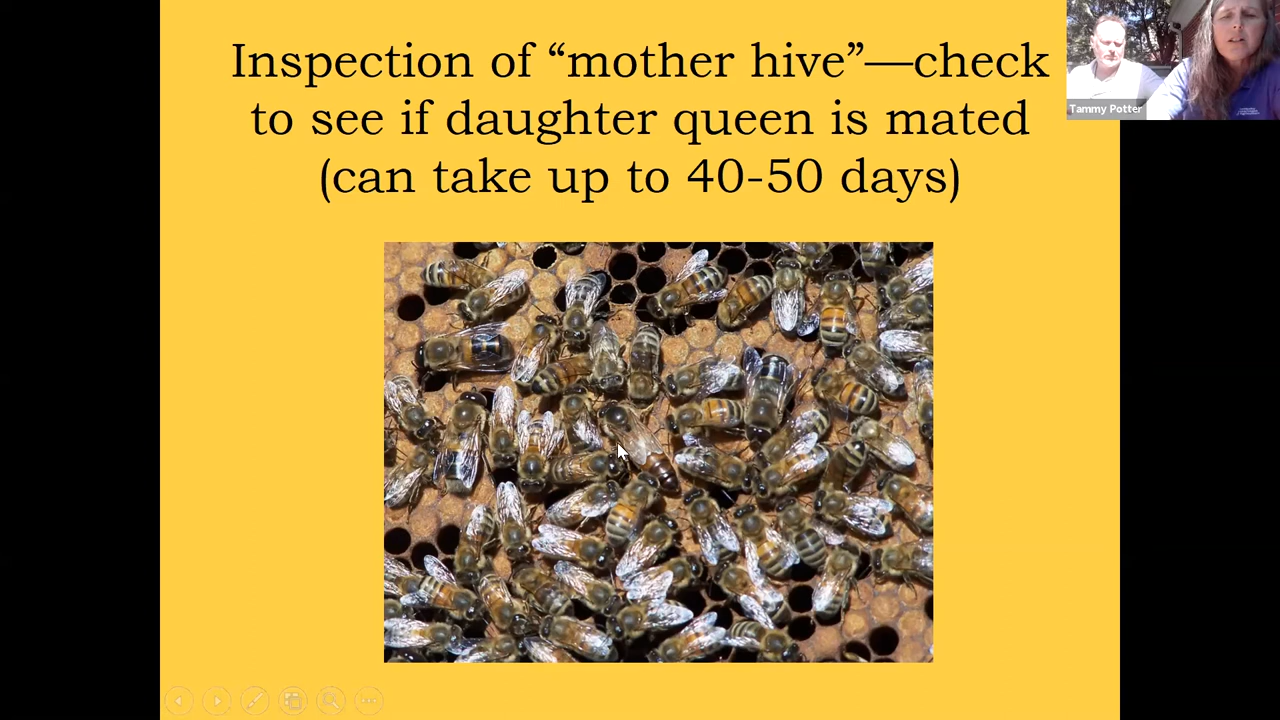 Inspection of “mother hive”—check
to see if daughter queen is mated
(can take up to 40-50 days)
Tammy Potter